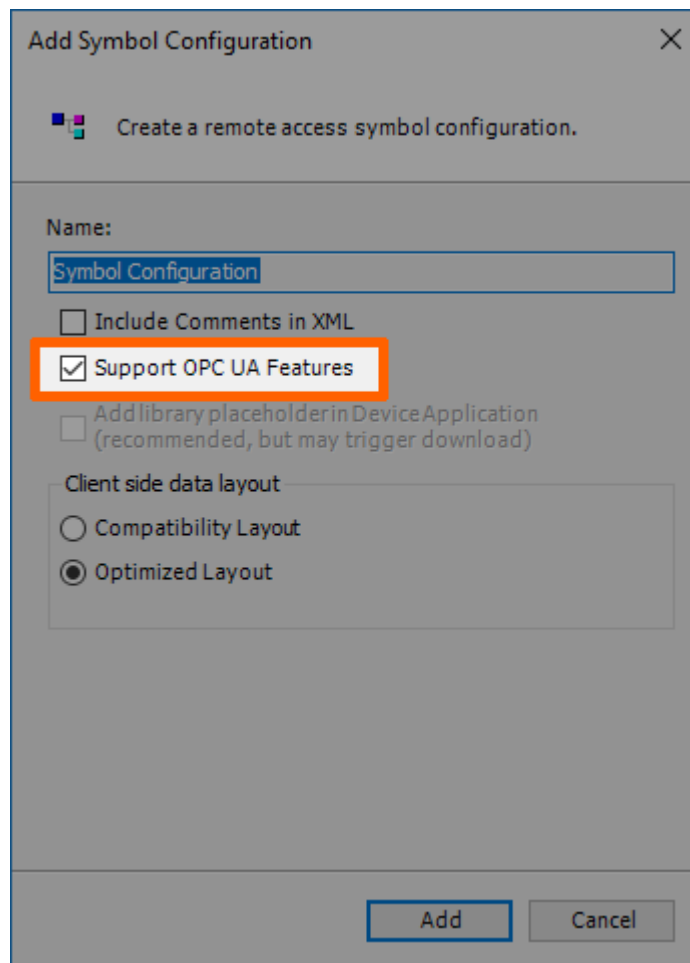 Add Symbol Configuration
Create a remote access symbol configuration.
Name:
Symbol Configuration
Include Comments in XML
Support OPC UA Features
Add library placeholder in Device Application
(recommended, but may trigger download)
Client side data layout
Compatibility Layout
Optimized Layout
Add Cancel